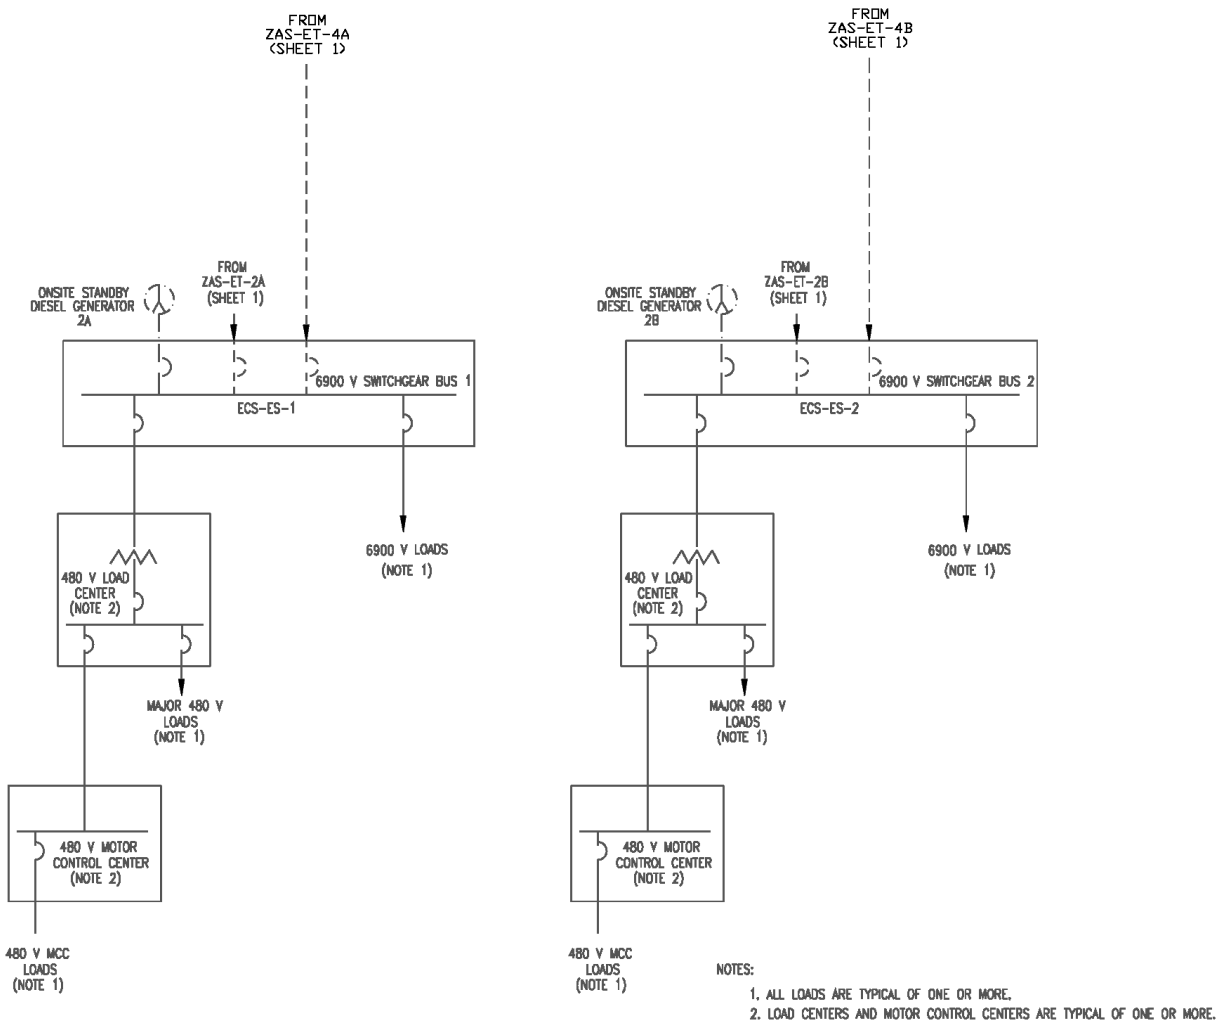 FROM
ZAS-ET-4A
(SHEET 1)
FROM
ZAS-ET-4B
(SHEET 1)
ONSITE STANDBY
DIESEL GENERATOR
2A
FROM
ZAS-ET-2A
(SHEET 1)
6900 V SWITCHGEAR BUS 1
ECS-ES-1
ONSITE STANDBY
DIESEL GENERATOR
2B
FROM
ZAS-ET-2B
(SHEET 1)
6900 V SWITCHGEAR BUS 2
ECS-ES-2
480 V LOAD
CENTER
(NOTE 2)
6900 V LOADS
(NOTE 1)
480 V LOAD
CENTER
(NOTE 2)
6900 V LOADS
(NOTE 1)
MAJOR 480 V
LOADS
(NOTE 1)
MAJOR 480 V
LOADS
(NOTE 1)
480 V MOTOR
CONTROL CENTER
(NOTE 2)
480 V MOTOR
CONTROL CENTER
(NOTE 2)
480 V MCC
LOADS
(NOTE 1)
480 V MCC
LOADS
(NOTE 1)
NOTES:
1. ALL LOADS ARE TYPICAL OF ONE OR MORE.
2. LOAD CENTERS AND MOTOR CONTROL CENTERS ARE TYPICAL OF ONE OR MORE.